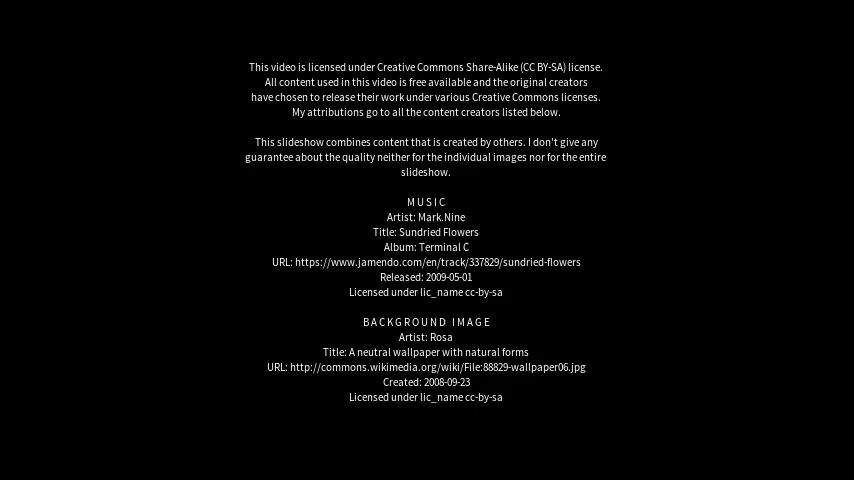 This video is licensed under Creative Commons Share-Alike (CC BY-SA) license.
All content used in this video is free available and the original creators
have chosen to release their work under various Creative Commons licenses.
My attributions go to all the content creators listed below.
This slideshow combines content that is created by others. I don't give any
guarantee about the quality neither for the individual images nor for the entire
slideshow.
MUSIC
Artist: Mark.Nine
Title: Sundried Flowers
Album: Terminal C
URL: https://www.jamendo.com/en/track/337829/sundried-flowers
Released: 2009-05-01
Licensed under lic_name cc-by-sa
BACKGROUND IMAGE
Artist: Rosa
Title: A neutral wallpaper with natural forms
URL: http://commons.wikimedia.org/wiki/File:88829-wallpaper06.jpg
Created: 2008-09-23
Licensed under lic_name cc-by-sa